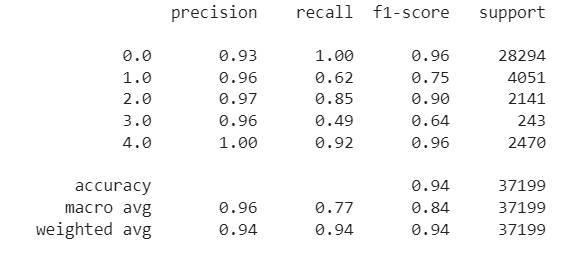 precision recall f1-score support
0.0 0.93 1.00 0.96 28294
1.0 0.96 0.62 0.75 4051
2.0 0.97 0.85 0.90 2141
3.0 0.96 0.49 0.64 243
4.0 1.00 0.92 0.96 2470
accuracy 0.94 37199
macro avg 0.96 0.77 0.84 37199
weighted avg 0.94 0.94 0.94 37199